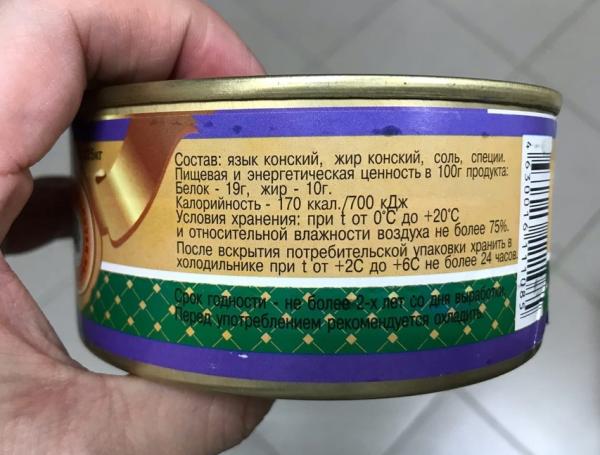 Состав: язык конский, жир конский, соль, специи.
Пищевая и энергетическая ценность в 100г продукта:
Белок - 19г, жир - 10г.
Калорийность - 170 ккал./700 кДж
Условия хранения: при t от 0°С до +20°С
и относительной влажности воздуха не более 75%.
После вскрытия потребительской упаковки хранить в
холодильнике при t от +2С до +6С не более 24 часов.
Срок годности - не более 2-х лет со дня выработки.
Перед употреблением рекомендуется охладить.
4630016111085